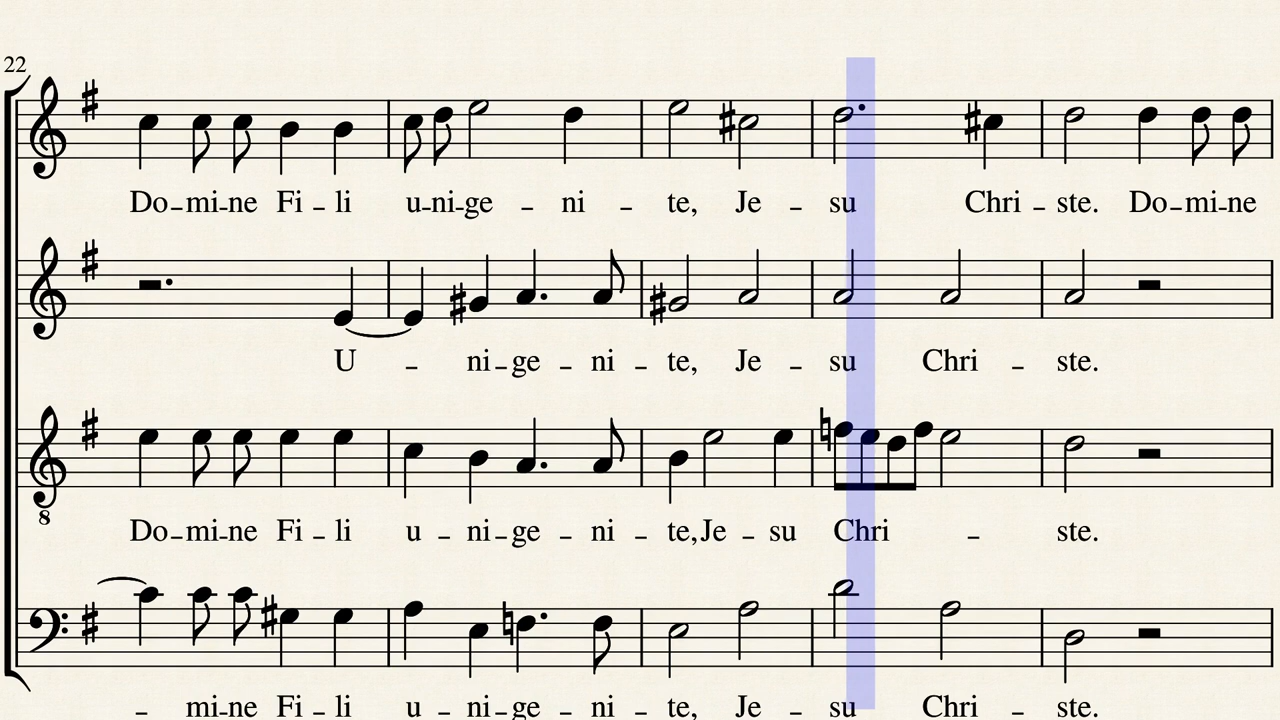 22
Do-mi-ne Fi-li u-ni-ge-ni-te, Je-su Chri-ste. Do-mi-ne
U-ni-ge-ni-te, Je-su Chri-ste.
8
Do-mi-ne Fi-li u-ni-ge-ni-te, Je-su Chri-ste.
-mi-ne Fi-li u-ni-ge-ni-te, Je-su Chri-ste.